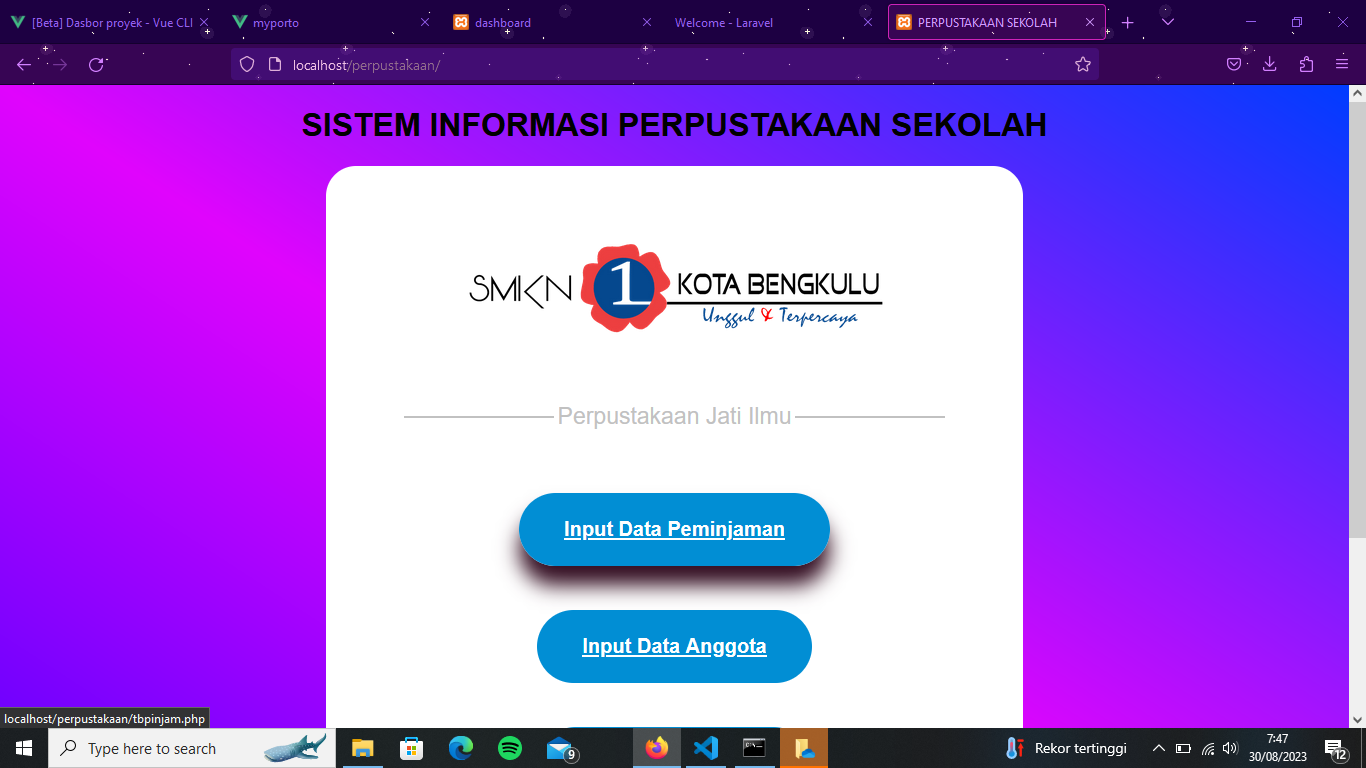 [Beta] Dasbor proyek - Vue CLI
myporto
dashboard
Welcome - Laravel
PERPUSTAKAAN SEKOLAH
localhost/perpustakaan/
SISTEM INFORMASI PERPUSTAKAAN SEKOLAH
SMKN 1 KOTA BENGKULU
Unggul & Terpercaya
Perpustakaan Jati Ilmu
Input Data Peminjaman
Input Data Anggota
localhost/perpustakaan/tbpinjam.php
Type here to search
9
Rekor tertinggi
7:47
30/08/2023
12